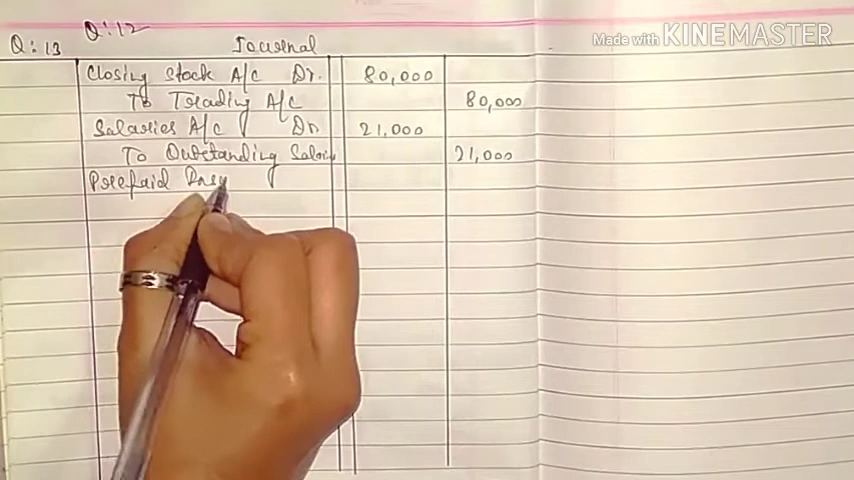 Made with KINEMASTER
Q: 12
Q: 13
Journal
Closing Stock A/c Dr. 80,000
To Trading A/c 80,000
Salaries A/c Dr. 21,000
To Outstanding 21,000
Prepaid